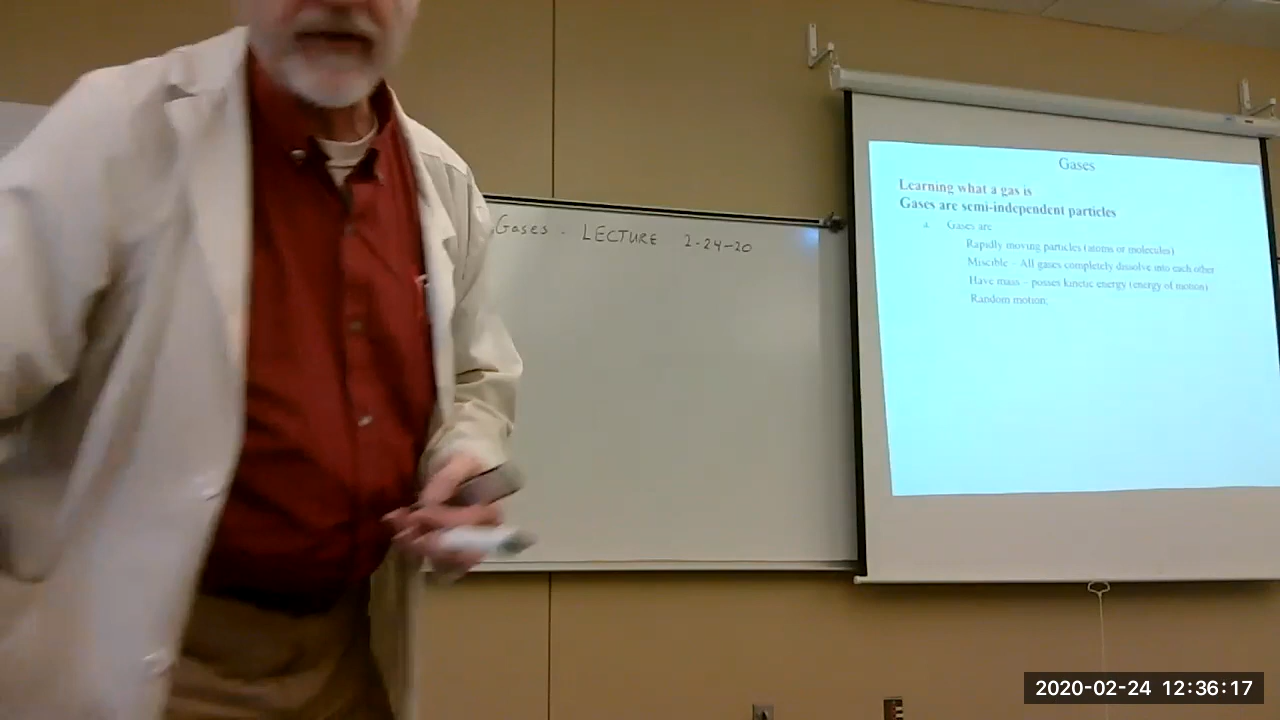 Gases - LECTURE 2-24-20
Gases
Learning what a gas is
Gases are semi-independent particles
a. Gases are
Rapidly moving particles (atoms or molecules)
Miscible - All gases completely dissolve into each other
Have mass - posses kinetic energy (energy of motion)
Random motion;
2020-02-24 12:36:17